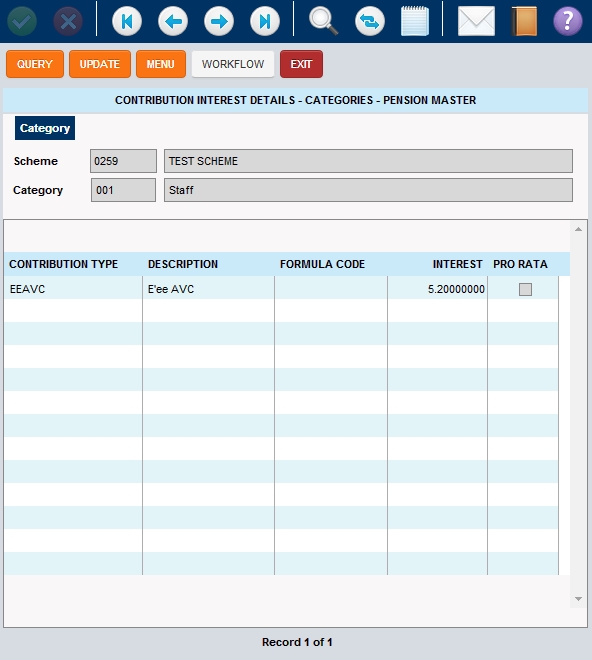 ?
QUERY UPDATE MENU WORKFLOW EXIT
CONTRIBUTION INTEREST DETAILS - CATEGORIES - PENSION MASTER
Category
Scheme 0259 TEST SCHEME
Category 001 Staff
CONTRIBUTION TYPE DESCRIPTION FORMULA CODE INTEREST PRO RATA
EEAVC E'ee AVC 5.20000000
Record 1 of 1